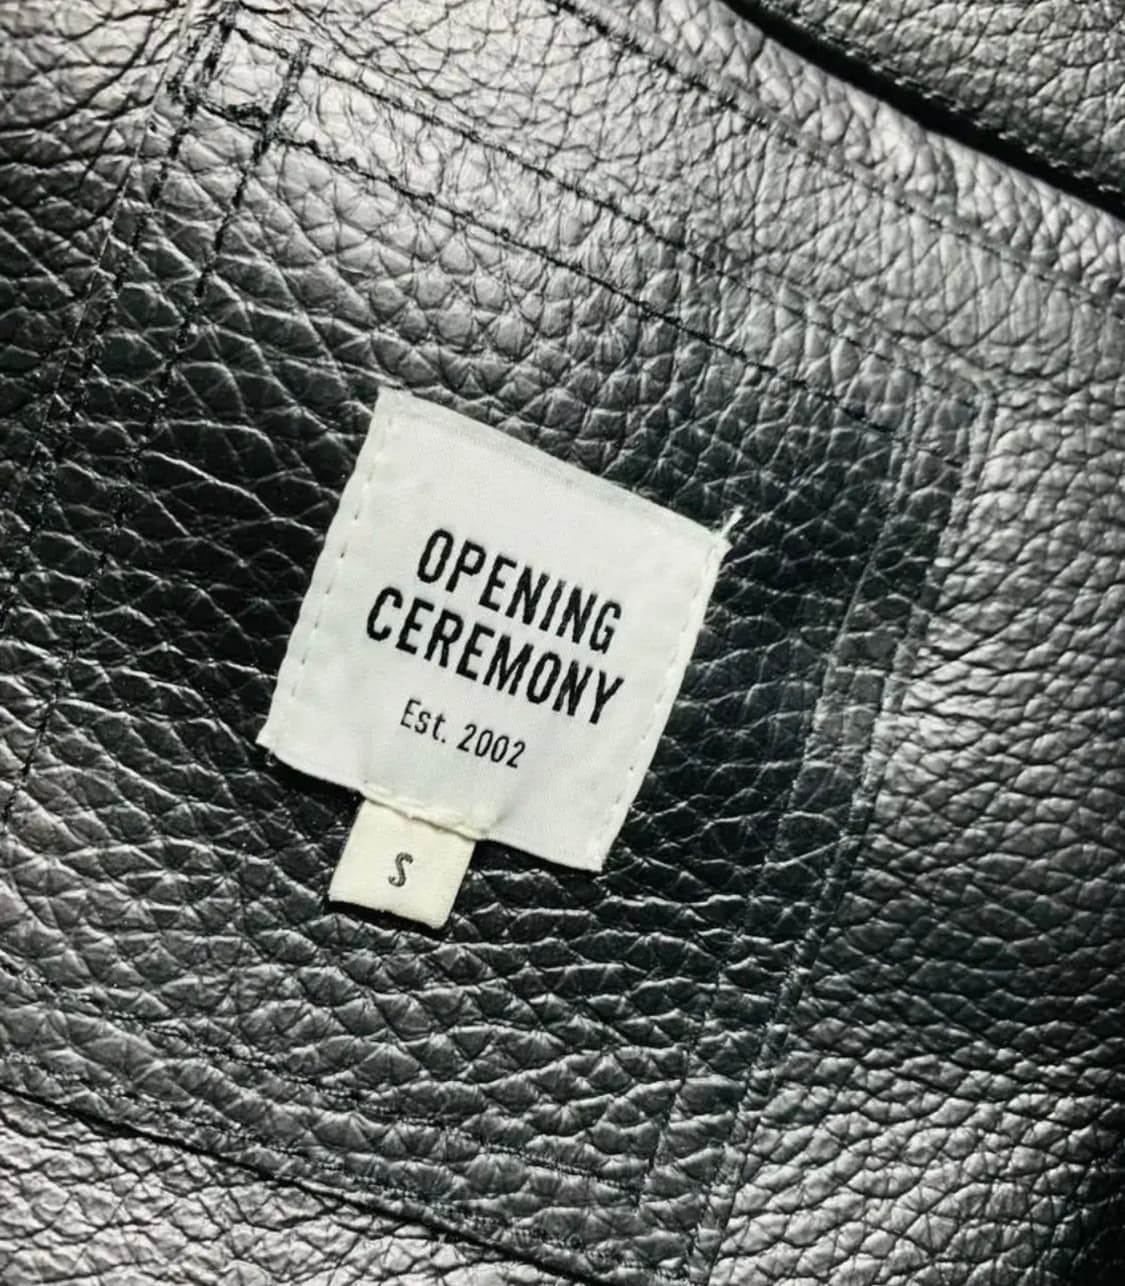 OPENING
CEREMONY
Est. 2002
S